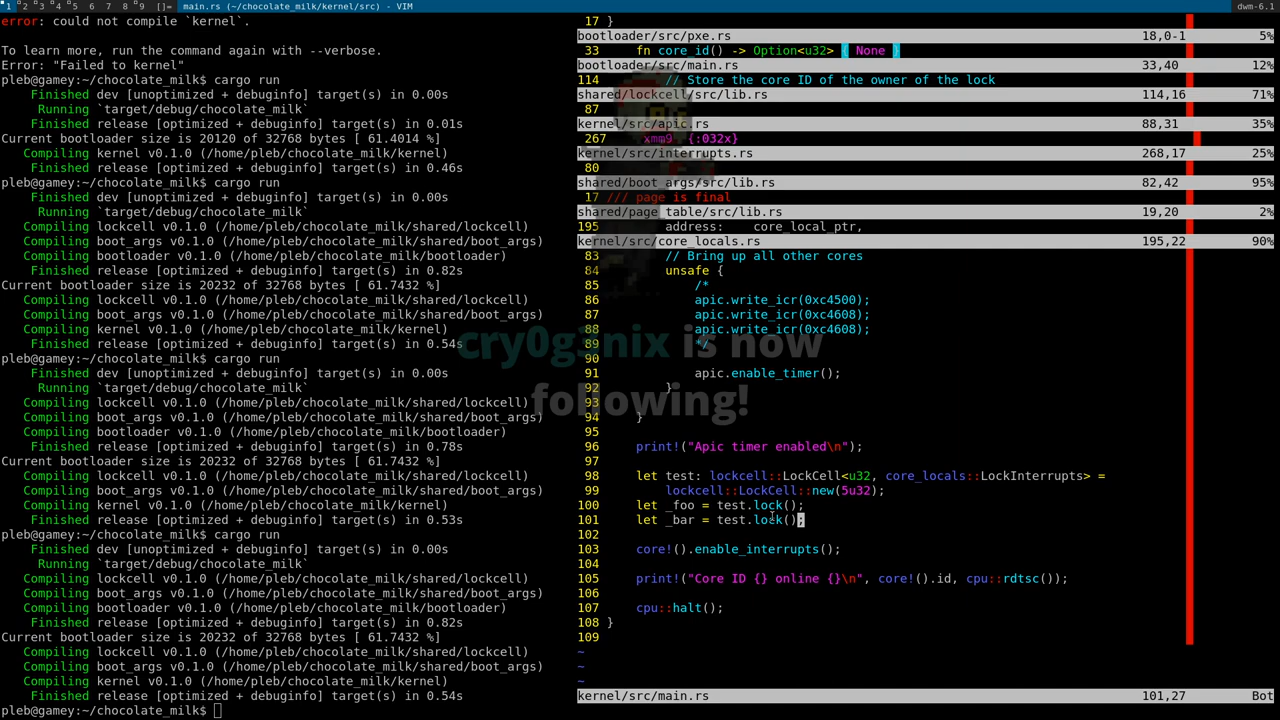 1 2 3 4 5 6 7 8 9 []= main.rs (~/chocolate_milk/kernel/src) - VIM dwm-6.1
error: could not compile `kernel`.
To learn more, run the command again with --verbose.
Error: "Failed to kernel"
pleb@gamey:~/chocolate_milk$ cargo run
Finished dev [unoptimized + debuginfo] target(s) in 0.00s
Running `target/debug/chocolate_milk`
Finished release [optimized + debuginfo] target(s) in 0.01s
Current bootloader size is 20120 of 32768 bytes [ 61.4014 %]
Compiling kernel v0.1.0 (/home/pleb/chocolate_milk/kernel)
Finished release [optimized + debuginfo] target(s) in 0.46s
pleb@gamey:~/chocolate_milk$ cargo run
Finished dev [unoptimized + debuginfo] target(s) in 0.00s
Running `target/debug/chocolate_milk`
Compiling lockcell v0.1.0 (/home/pleb/chocolate_milk/shared/lockcell)
Compiling boot_args v0.1.0 (/home/pleb/chocolate_milk/shared/boot_args)
Compiling bootloader v0.1.0 (/home/pleb/chocolate_milk/bootloader)
Finished release [optimized + debuginfo] target(s) in 0.82s
Current bootloader size is 20232 of 32768 bytes [ 61.7432 %]
Compiling lockcell v0.1.0 (/home/pleb/chocolate_milk/shared/lockcell)
Compiling boot_args v0.1.0 (/home/pleb/chocolate_milk/shared/boot_args)
Compiling kernel v0.1.0 (/home/pleb/chocolate_milk/kernel)
Finished release [optimized + debuginfo] target(s) in 0.54s
pleb@gamey:~/chocolate_milk$ cargo run
Finished dev [unoptimized + debuginfo] target(s) in 0.00s
Running `target/debug/chocolate_milk`
Compiling lockcell v0.1.0 (/home/pleb/chocolate_milk/shared/lockcell)
Compiling boot_args v0.1.0 (/home/pleb/chocolate_milk/shared/boot_args)
Compiling bootloader v0.1.0 (/home/pleb/chocolate_milk/bootloader)
Finished release [optimized + debuginfo] target(s) in 0.78s
Current bootloader size is 20232 of 32768 bytes [ 61.7432 %]
Compiling lockcell v0.1.0 (/home/pleb/chocolate_milk/shared/lockcell)
Compiling boot_args v0.1.0 (/home/pleb/chocolate_milk/shared/boot_args)
Compiling kernel v0.1.0 (/home/pleb/chocolate_milk/kernel)
Finished release [optimized + debuginfo] target(s) in 0.53s
pleb@gamey:~/chocolate_milk$ cargo run
Finished dev [unoptimized + debuginfo] target(s) in 0.00s
Running `target/debug/chocolate_milk`
Compiling lockcell v0.1.0 (/home/pleb/chocolate_milk/shared/lockcell)
Compiling boot_args v0.1.0 (/home/pleb/chocolate_milk/shared/boot_args)
Compiling bootloader v0.1.0 (/home/pleb/chocolate_milk/bootloader)
Finished release [optimized + debuginfo] target(s) in 0.82s
Current bootloader size is 20232 of 32768 bytes [ 61.7432 %]
Compiling lockcell v0.1.0 (/home/pleb/chocolate_milk/shared/lockcell)
Compiling boot_args v0.1.0 (/home/pleb/chocolate_milk/shared/boot_args)
Compiling kernel v0.1.0 (/home/pleb/chocolate_milk/kernel)
Finished release [optimized + debuginfo] target(s) in 0.54s
pleb@gamey:~/chocolate_milk$
17 }
bootloader/src/pxe.rs 18,0-1 5%
33 fn core_id() -> Option<u32> { None }
bootloader/src/main.rs 33,40 12%
114 // Store the core ID of the owner of the lock
shared/lockcell/src/lib.rs 114,16 71%
87
kernel/src/apic.rs 88,31 35%
267 xmm9 {:032x}
kernel/src/interrupts.rs 268,17 25%
80
shared/boot_args/src/lib.rs 82,42 95%
17 /// page is final
shared/page_table/src/lib.rs 19,20 2%
195 address: core_local_ptr,
kernel/src/core_locals.rs 195,22 90%
83 // Bring up all other cores
84 unsafe {
85 /*
86 apic.write_icr(0xc4500);
87 apic.write_icr(0xc4608);
88 apic.write_icr(0xc4608);
89 */
90
91 apic.enable_timer();
92 }
93
94 }
95
96 print!("Apic timer enabled\n");
97
98 let test: lockcell::LockCell<u32, core_locals::LockInterrupts> =
99 lockcell::LockCell::new(5u32);
100 let _foo = test.lock();
101 let _bar = test.lock();
102
103 core!().enable_interrupts();
104
105 print!("Core ID {} online {}\n", core!().id, cpu::rdtsc());
106
107 cpu::halt();
108 }
109
~
~
~
kernel/src/main.rs 101,27 Bot
cry0g3nix is now
following!